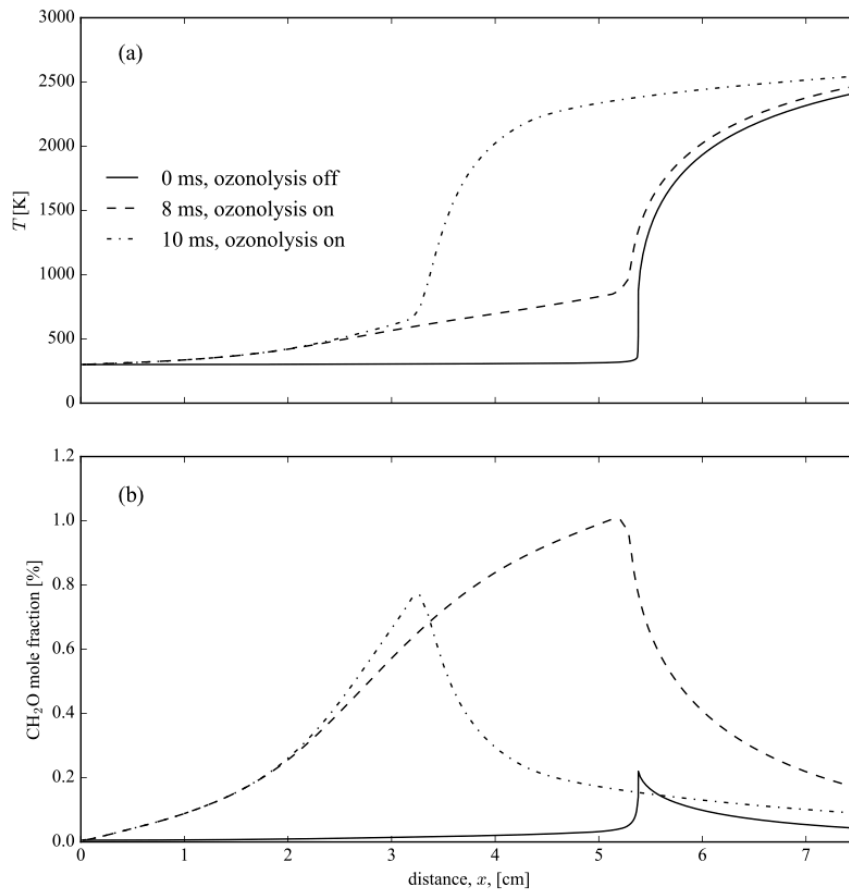 3000
(a)
2500
2000
0 ms, ozonolysis off
8 ms, ozonolysis on
10 ms, ozonolysis on
T [K]
1500
1000
500
0
1.2
(b)
1.0
0.8
CH₂O mole fraction [%]
0.6
0.4
0.2
0.0
0 1 2 3 4 5 6 7
distance, x, [cm]